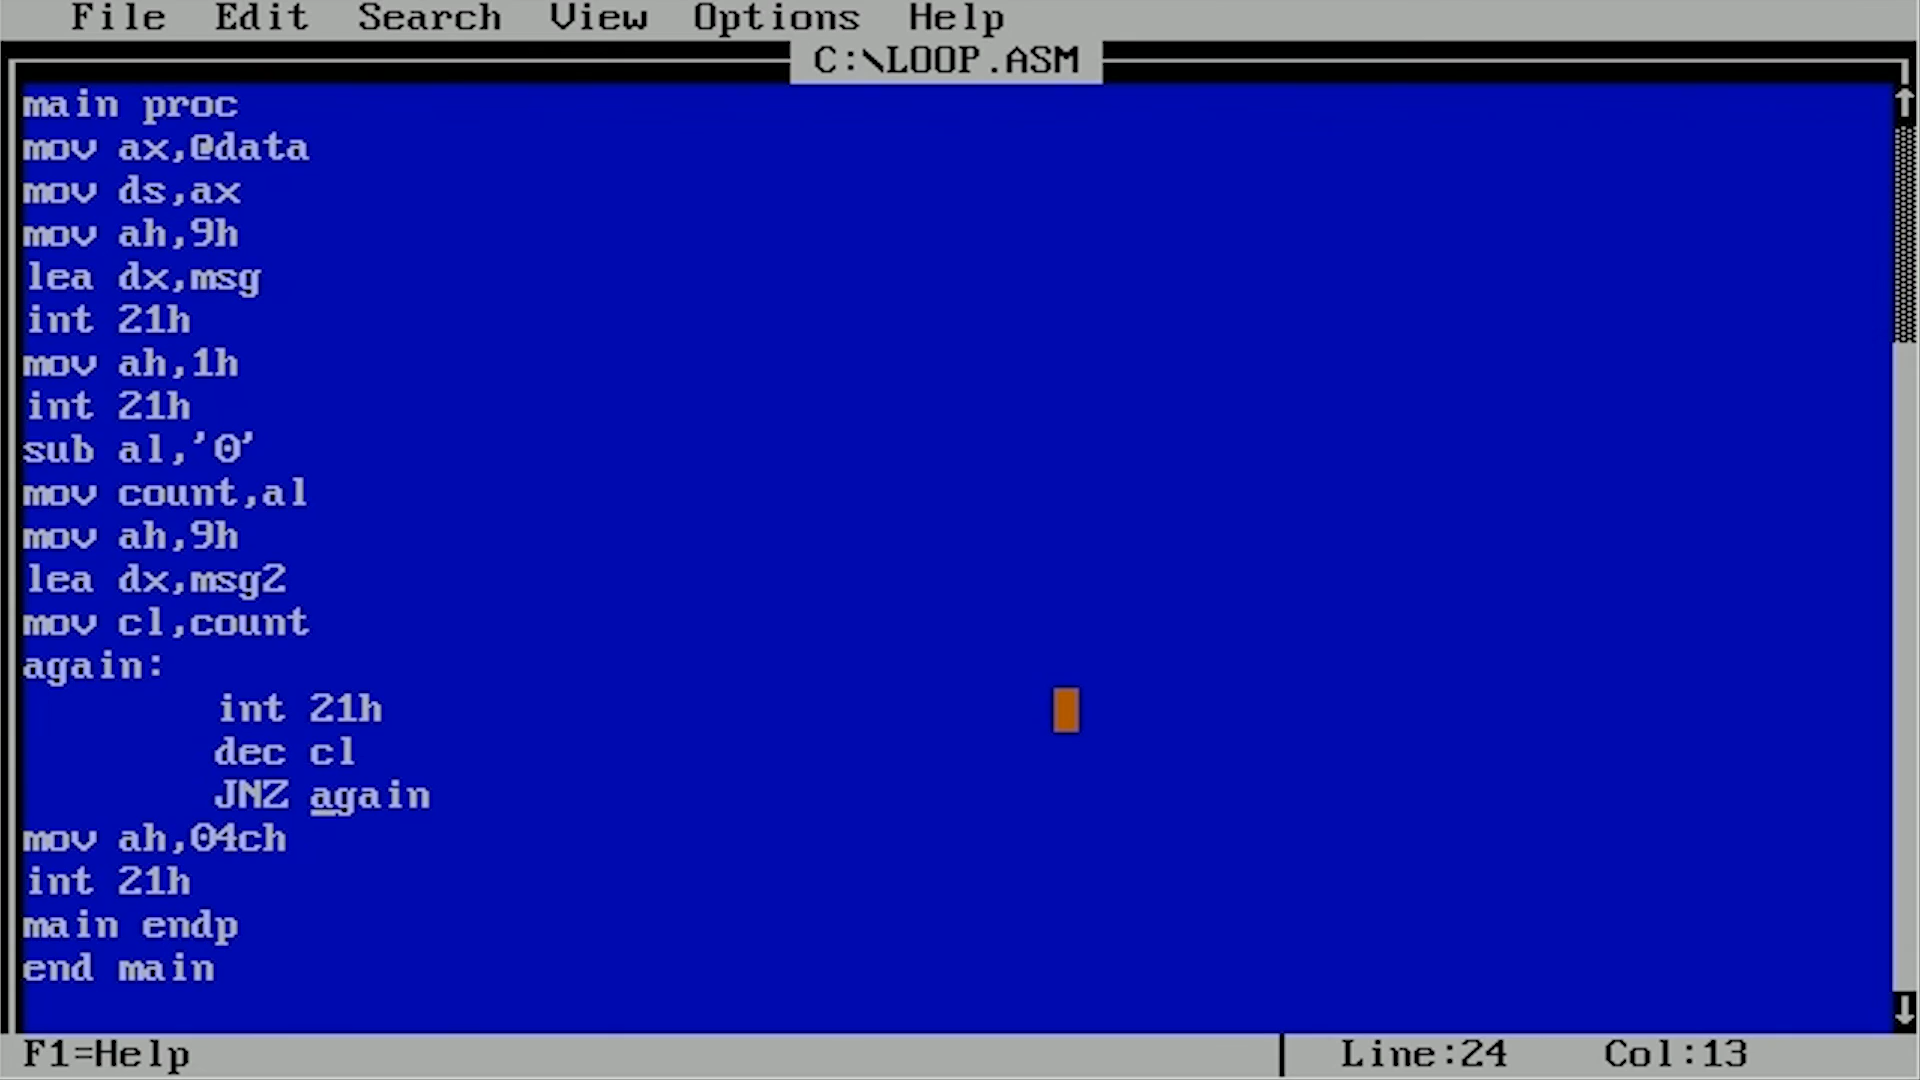 File Edit Search View Options Help
C:\LOOP.ASM
main proc
mov ax,@data
mov ds,ax
mov ah,9h
lea dx,msg
int 21h
mov ah,1h
int 21h
sub al,'0'
mov count,al
mov ah,9h
lea dx,msg2
mov cl,count
again:
int 21h
dec cl
JNZ again
mov ah,04ch
int 21h
main endp
end main
F1=Help Line:24 Col:13